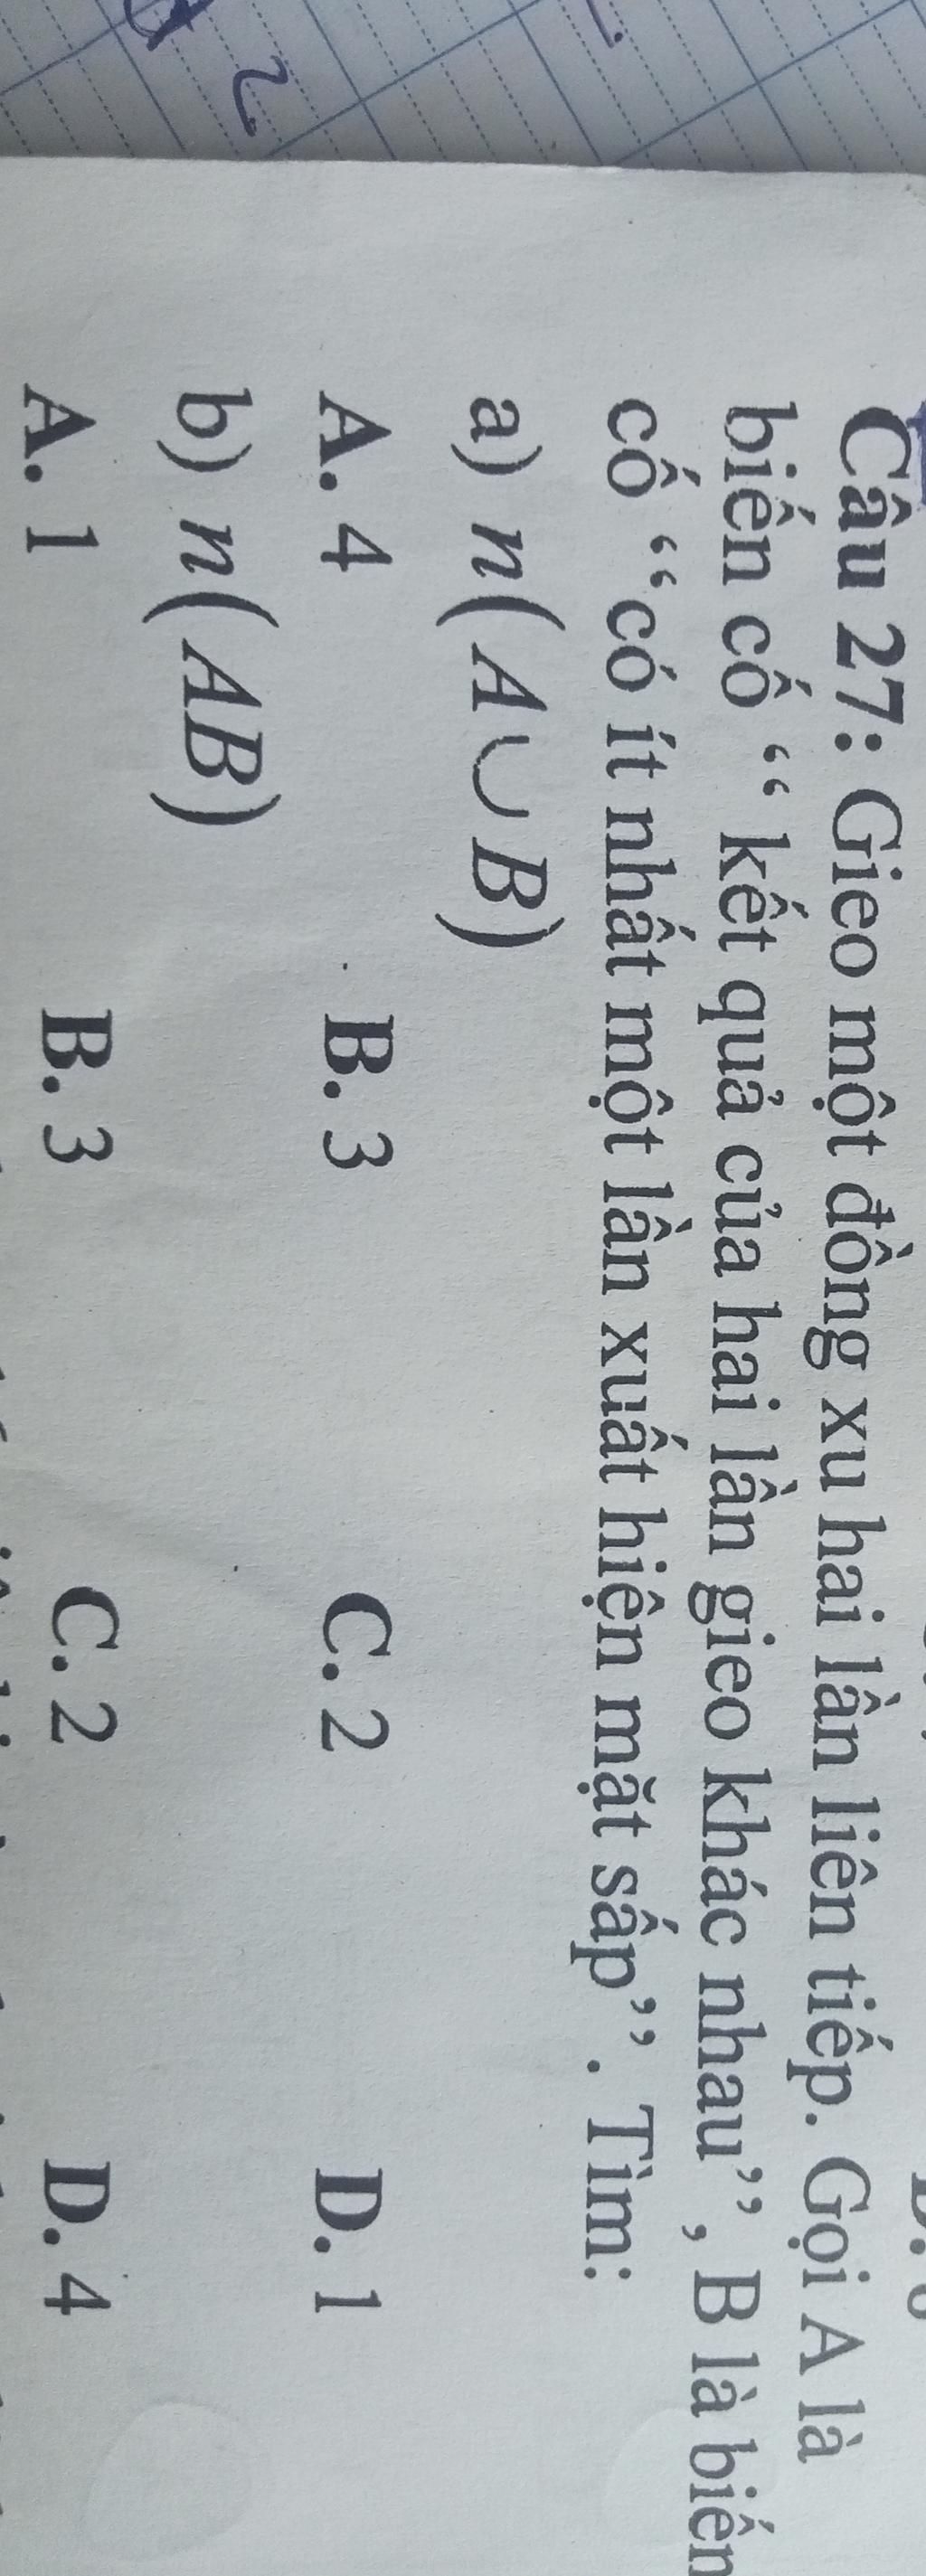 Câu 27: Gieo một đồng xu hai lần liên tiếp. Gọi A là
biến cố “ kết quả của hai lần gieo khác nhau”, B là biến
cố “có ít nhất một lần xuất hiện mặt sấp”. Tìm:
a) n(A∪B)
A. 4 B. 3 C. 2 D. 1
b) n(AB)
A. 1 B. 3 C. 2 D. 4